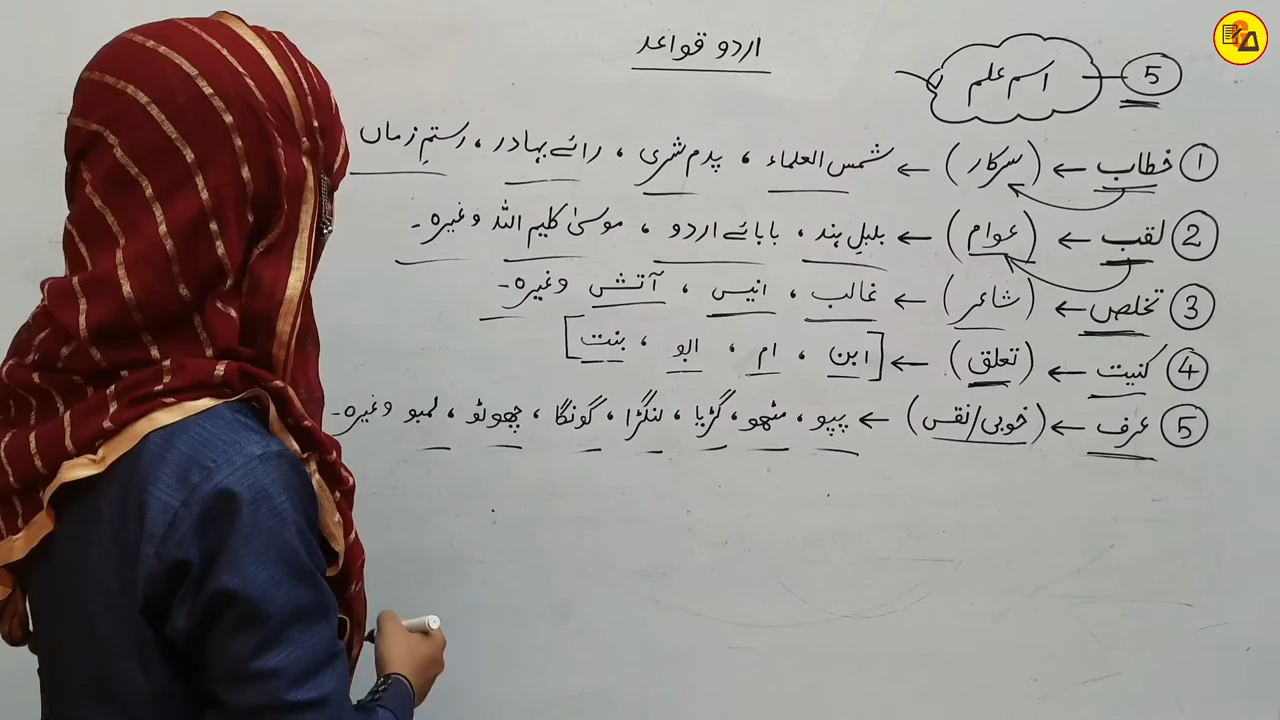 اردو قواعد
اسم علم 5
1 خطاب ← (سرکار) ← شمس العلماء، پدم شری، رائے بہادر، رستمِ زماں
2 لقب ← (عوام) ← بلبلِ ہند، بابائے اردو، موسیٰ کلیم اللہ وغیرہ۔
3 تخلص ← (شاعر) ← غالب، انیس، آتش وغیرہ۔
4 کنیت ← (تعلق) ← [ابن، ام، ابو، بنت]
5 عرف ← (خوبی/نقس) ← پپو، مٹھو، گڑیا، لنگڑا، گونگا، چھوٹو، لمبو وغیرہ۔